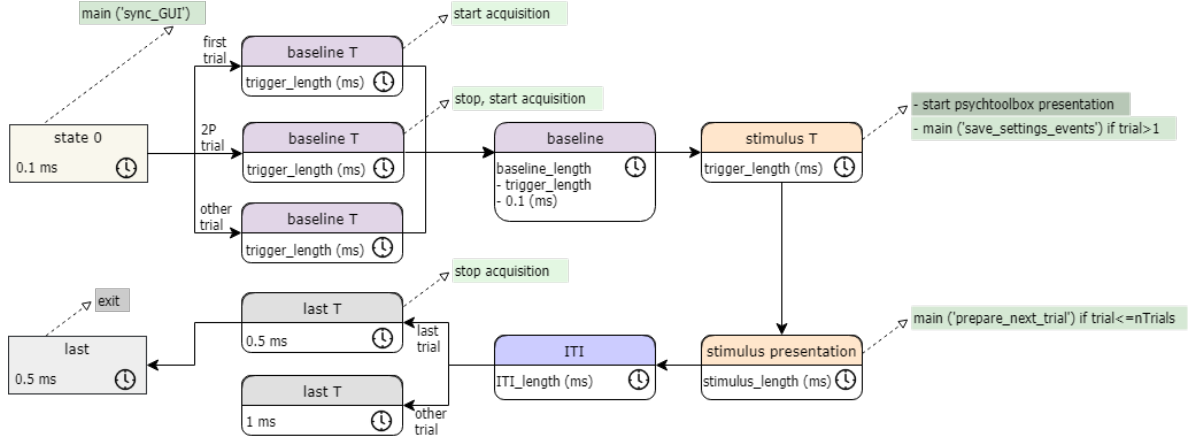 main ('sync_GUI')
start acquisition
first
trial
baseline T
trigger_length (ms)
stop, start acquisition
- start psychtoolbox presentation
- main ('save_settings_events') if trial>1
state 0
0.1 ms
2P
trial
baseline T
trigger_length (ms)
baseline
baseline_length
- trigger_length
- 0.1 (ms)
stimulus T
trigger_length (ms)
other
trial
baseline T
trigger_length (ms)
stop acquisition
exit
last T
0.5 ms
last
trial
main ('prepare_next_trial') if trial<=nTrials
last
0.5 ms
ITI
ITI_length (ms)
stimulus presentation
stimulus_length (ms)
last T
1 ms
other
trial